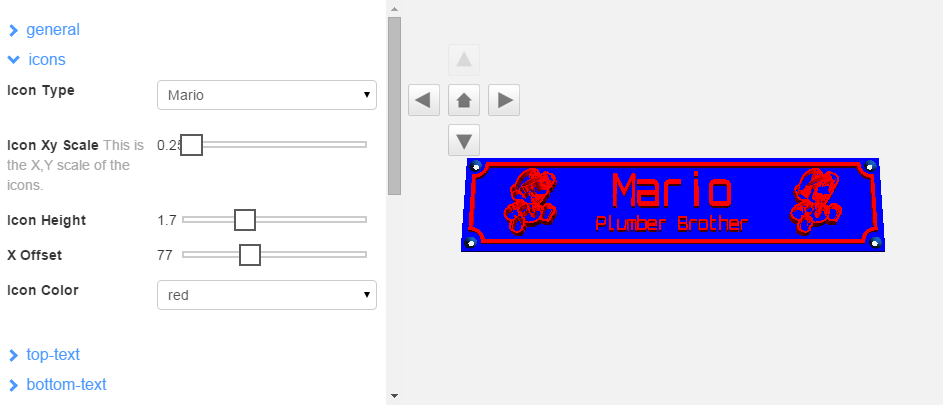 general
icons
Icon Type
Mario
Icon Xy Scale This is
the X,Y scale of the
icons.
0.25
Icon Height
1.7
X Offset
77
Icon Color
red
top-text
bottom-text
Mario
Plumber Brother